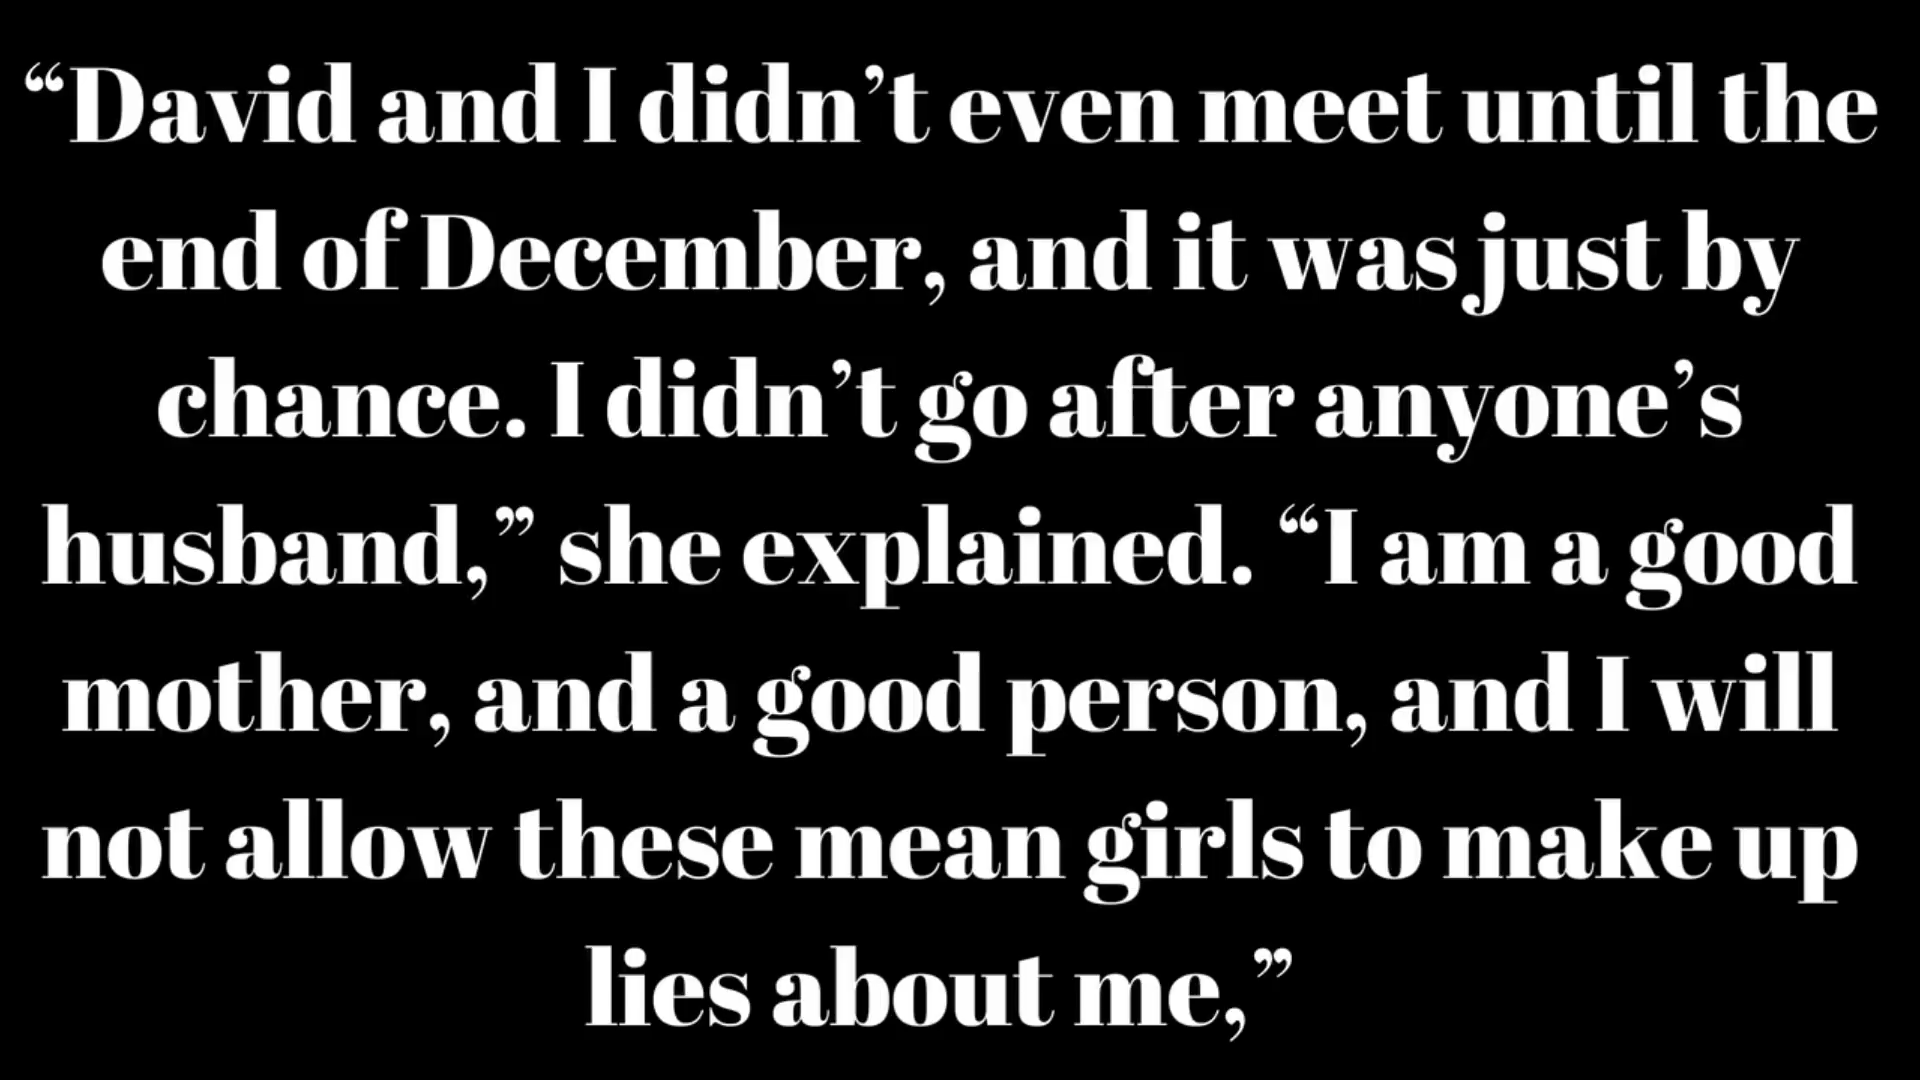 “David and I didn’t even meet until the
end of December, and it was just by
chance. I didn’t go after anyone’s
husband,” she explained. “I am a good
mother, and a good person, and I will
not allow these mean girls to make up
lies about me,”